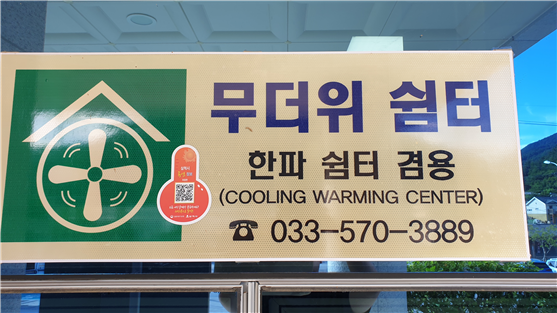 무더위 쉼터
한파 쉼터 겸용
(COOLING WARMING CENTER)
☎ 033-570-3889